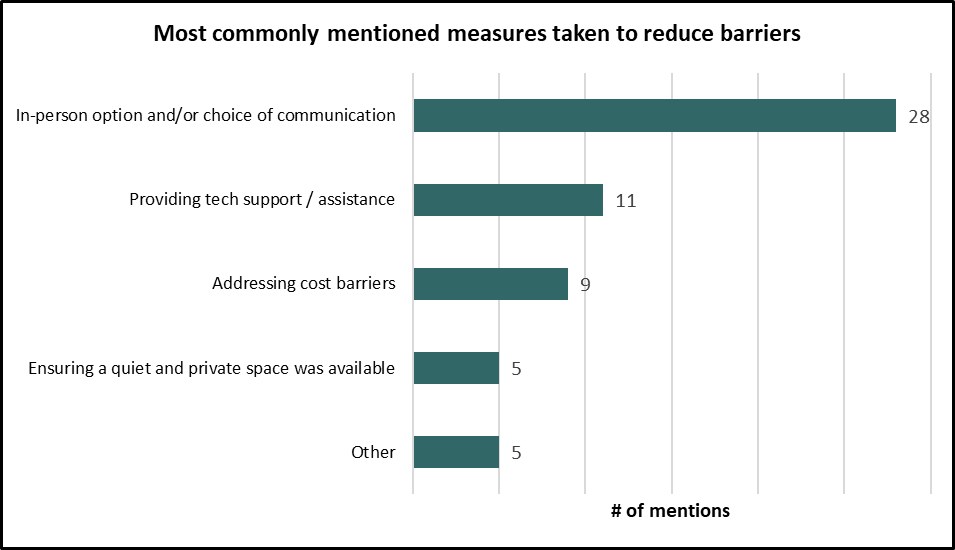 Most commonly mentioned measures taken to reduce barriers
In-person option and/or choice of communication 28
Providing tech support / assistance 11
Addressing cost barriers 9
Ensuring a quiet and private space was available 5
Other 5
# of mentions